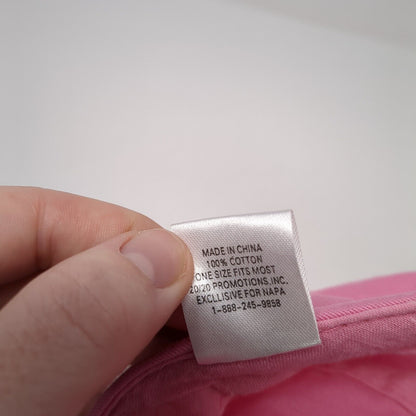 MADE IN CHINA
100% COTTON
ONE SIZE FITS MOST
20/20 PROMOTIONS, INC.
EXCLUSIVE FOR NAPA
1-888-245-9858